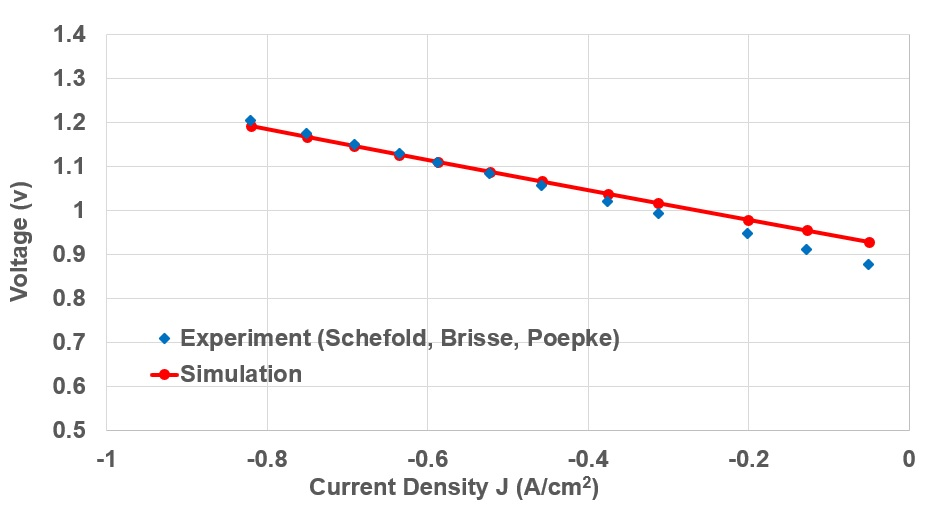 1.4
1.3
1.2
1.1
1
0.9
0.8
0.7
0.6
0.5
Voltage (v)
Experiment (Schefold, Brisse, Poepke)
Simulation
-1 -0.8 -0.6 -0.4 -0.2 0
Current Density J (A/cm²)